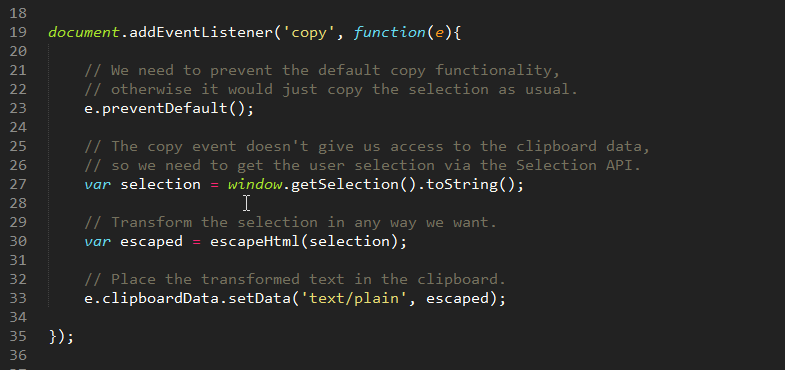 18
19 document.addEventListener('copy', function(e){
20
21     // We need to prevent the default copy functionality,
22     // otherwise it would just copy the selection as usual.
23     e.preventDefault();
24
25     // The copy event doesn't give us access to the clipboard data,
26     // so we need to get the user selection via the Selection API.
27     var selection = window.getSelection().toString();
28
29     // Transform the selection in any way we want.
30     var escaped = escapeHtml(selection);
31
32     // Place the transformed text in the clipboard.
33     e.clipboardData.setData('text/plain', escaped);
34
35 });
36